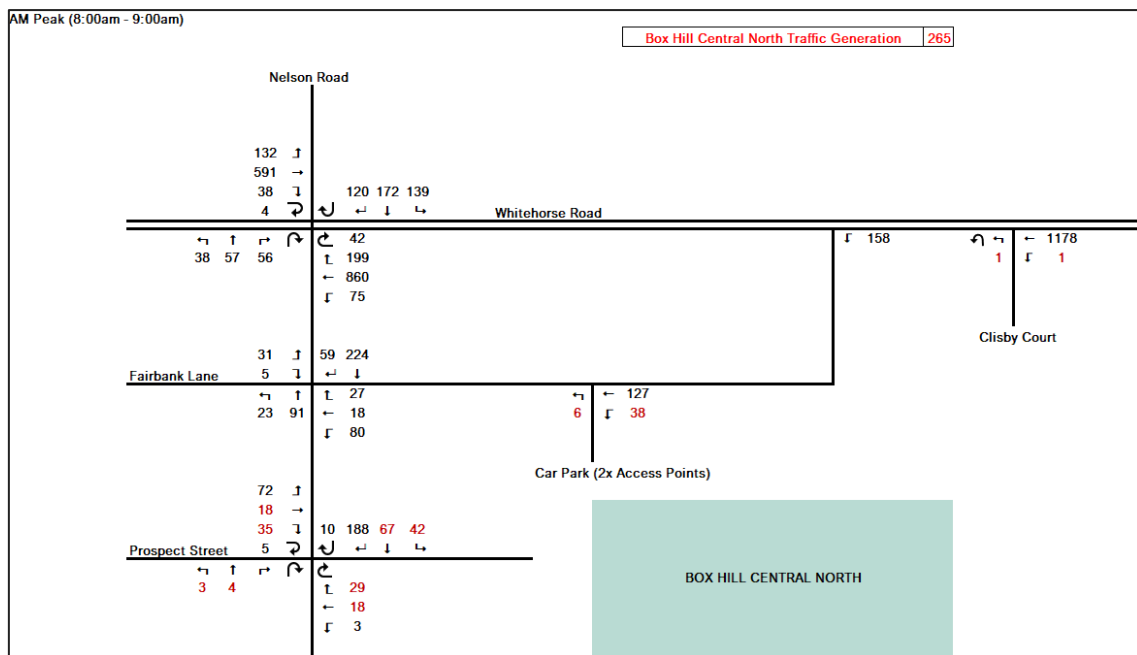 AM Peak (8:00am - 9:00am)
Box Hill Central North Traffic Generation 265
Nelson Road
132
591
38 120 172 139
4 Whitehorse Road
42 158 1178
38 57 56 199 1 1
860
75
Clisby Court
31 59 224
Fairbank Lane 5
27 127
23 91 18 6 38
80
Car Park (2x Access Points)
72
18
35 10 188 67 42
Prospect Street 5
BOX HILL CENTRAL NORTH
3 4 29
18
3